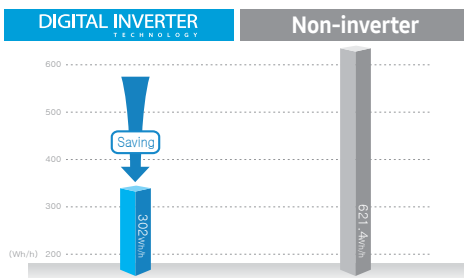 DIGITAL INVERTER
TECHNOLOGY
Non-inverter
600
500
Saving
400
300
302Wh/h
621.4Wh/h
(Wh/h) 200